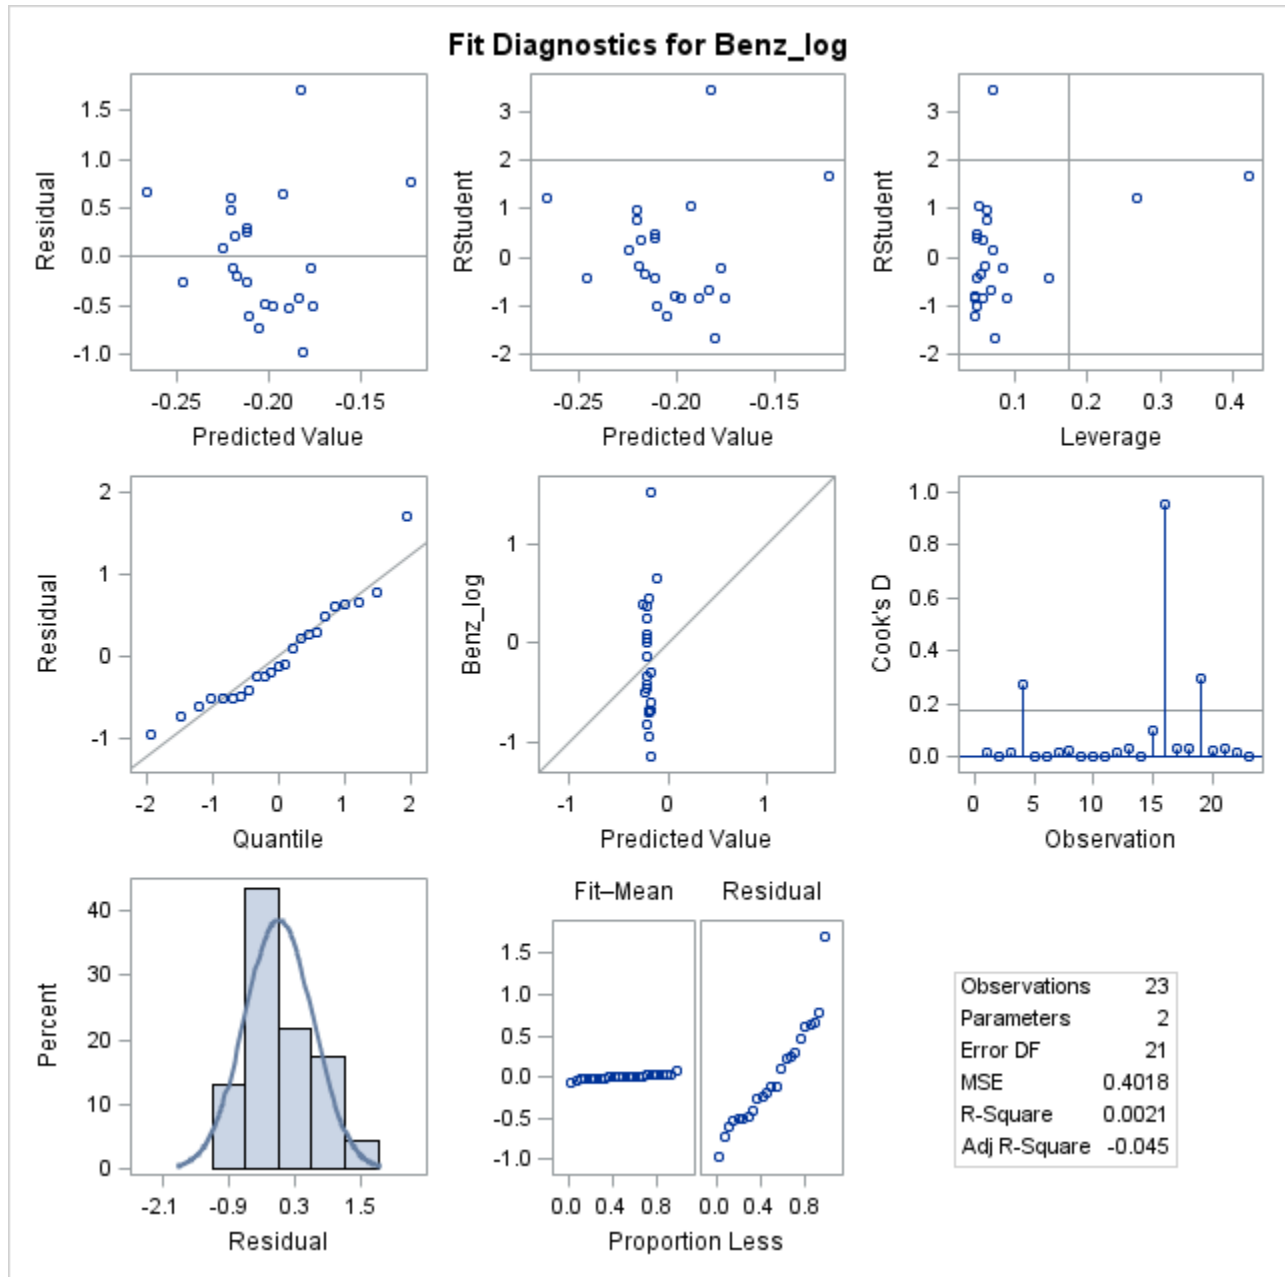 Fit Diagnostics for Benz_log
Residual
1.5
1.0
0.5
0.0
-0.5
-1.0
-0.25 -0.20 -0.15
Predicted Value
RStudent
3
2
1
0
-1
-2
-0.25 -0.20 -0.15
Predicted Value
RStudent
3
2
1
0
-1
-2
0.1 0.2 0.3 0.4
Leverage
Residual
2
1
0
-1
-2 -1 0 1 2
Quantile
Benz_log
1
0
-1
-1 0 1
Predicted Value
Cook's D
1.0
0.8
0.6
0.4
0.2
0.0
0 5 10 15 20
Observation
Percent
40
30
20
10
0
-2.1 -0.9 0.3 1.5
Residual
Fit–Mean Residual
1.5
1.0
0.5
0.0
-0.5
-1.0
0.0 0.4 0.8 0.0 0.4 0.8
Proportion Less
Observations 23
Parameters 2
Error DF 21
MSE 0.4018
R-Square 0.0021
Adj R-Square -0.045